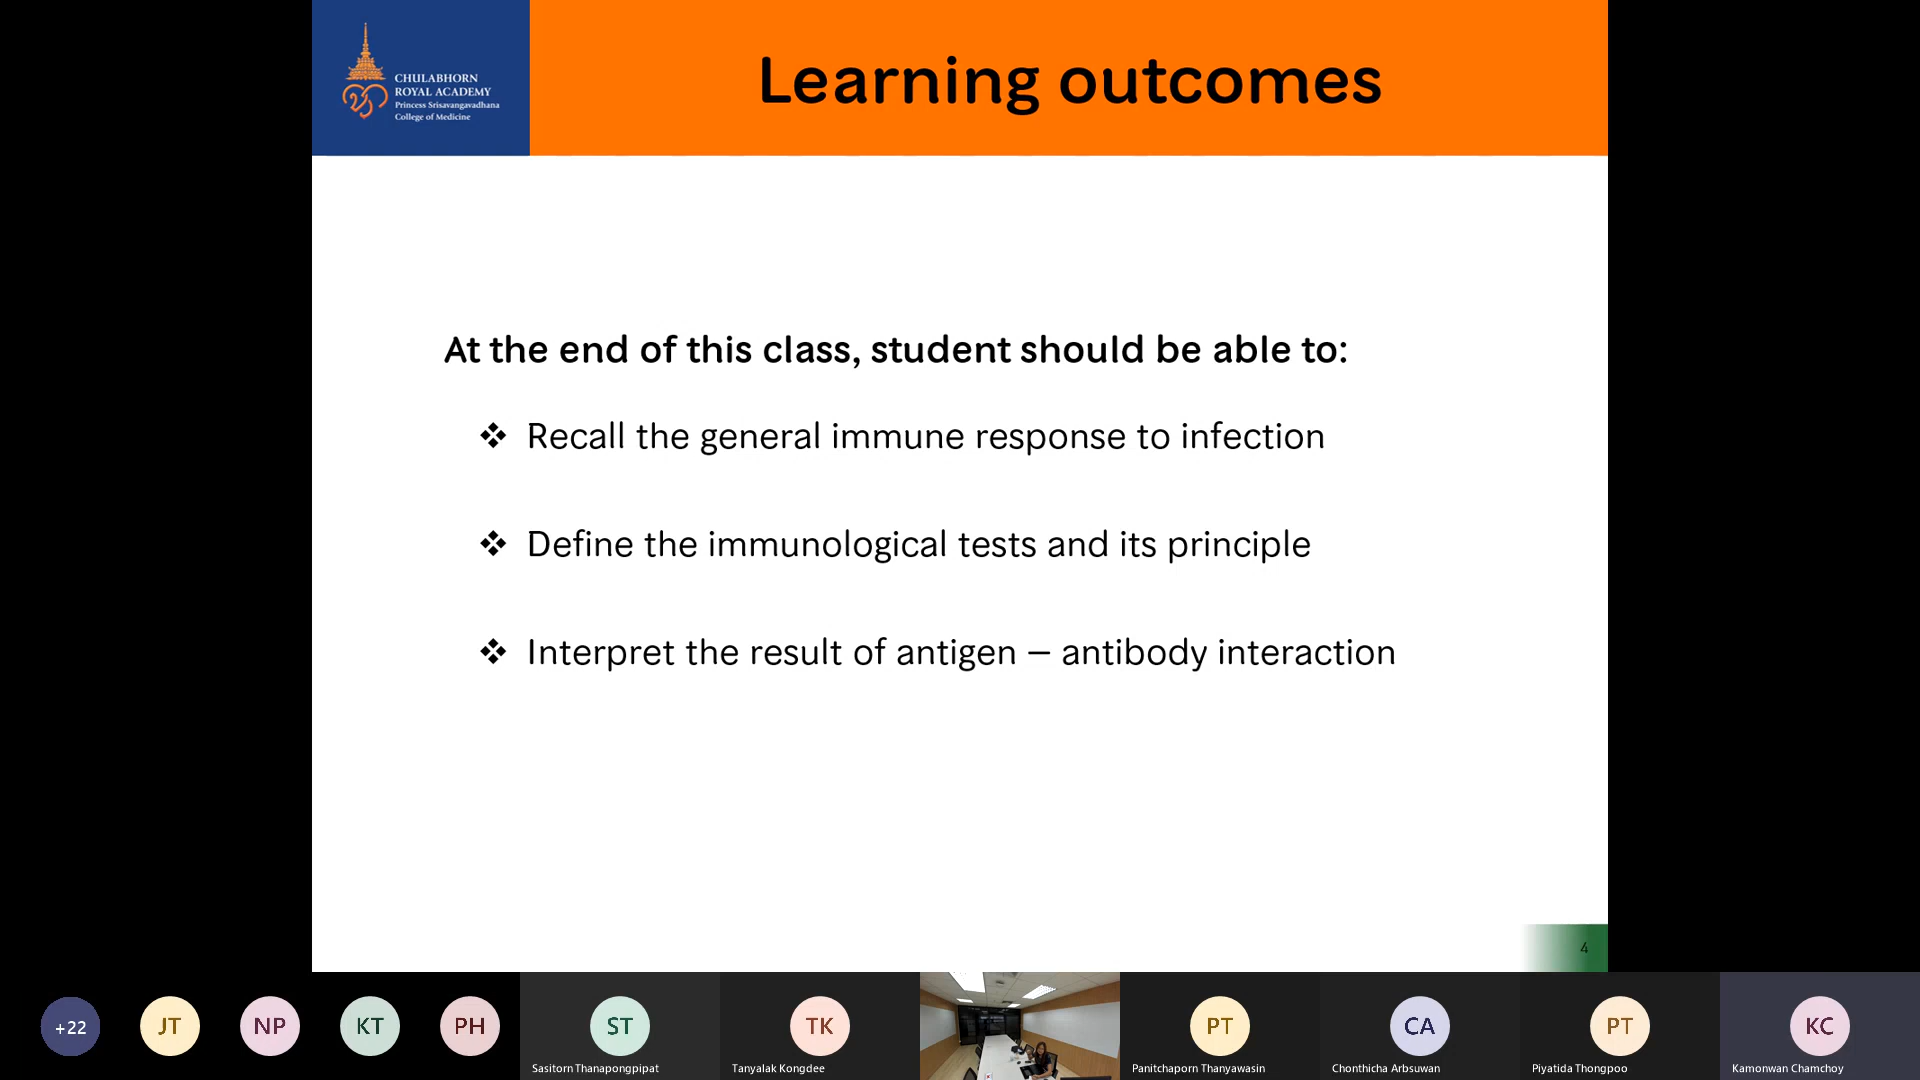 CHULABHORN
ROYAL ACADEMY
Princess Srisavangavadhana
College of Medicine
Learning outcomes
At the end of this class, student should be able to:
❖ Recall the general immune response to infection
❖ Define the immunological tests and its principle
❖ Interpret the result of antigen – antibody interaction
4
+22
JT
NP
KT
PH
ST
Sasitorn Thanapongpipat
TK
Tanyalak Kongdee
PT
Panitchaporn Thanyawasin
CA
Chonthicha Arbsuwan
PT
Piyatida Thongpoo
KC
Kamonwan Chamchoy